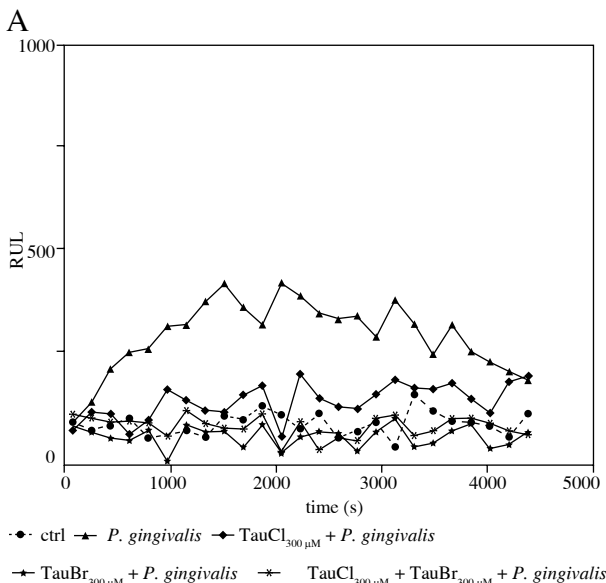 A
1000
500
0
RUL
0 1000 2000 3000 4000 5000
time (s)
ctrl P. gingivalis TauCl300 μM + P. gingivalis
TauBr300 μM + P. gingivalis TauCl300 μM + TauBr300 μM + P. gingivalis